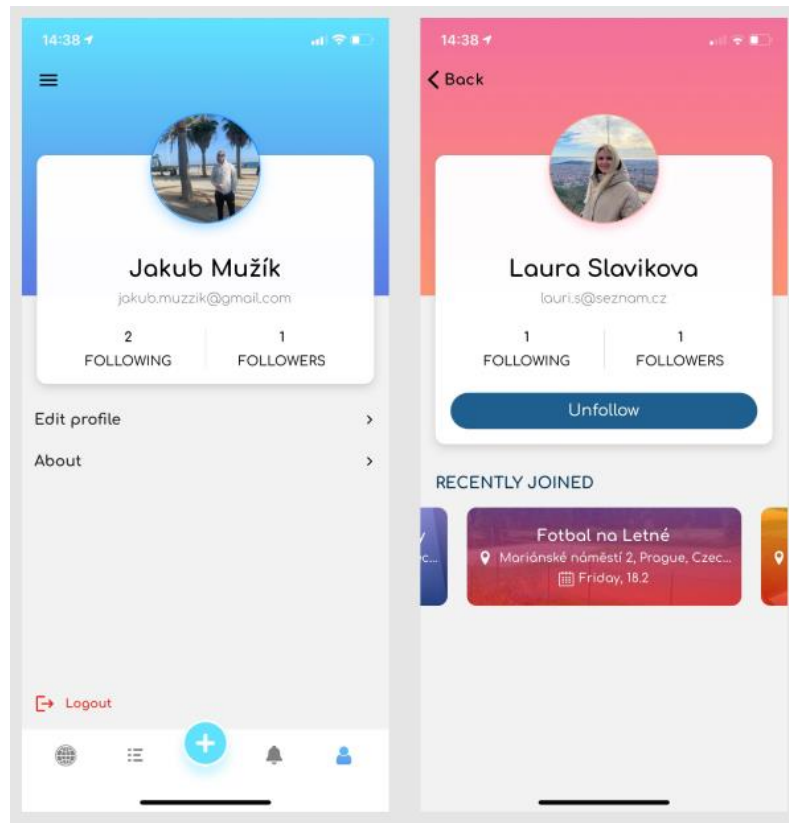 14:38
Jakub Mužík
jakub.muzzik@gmail.com
2
FOLLOWING
1
FOLLOWERS
Edit profile
About
Logout
14:38
Back
Laura Slavikova
lauri.s@seznam.cz
1
FOLLOWING
1
FOLLOWERS
Unfollow
RECENTLY JOINED
Fotbal na Letné
Mariánské náměstí 2, Prague, Czec...
Friday, 18.2